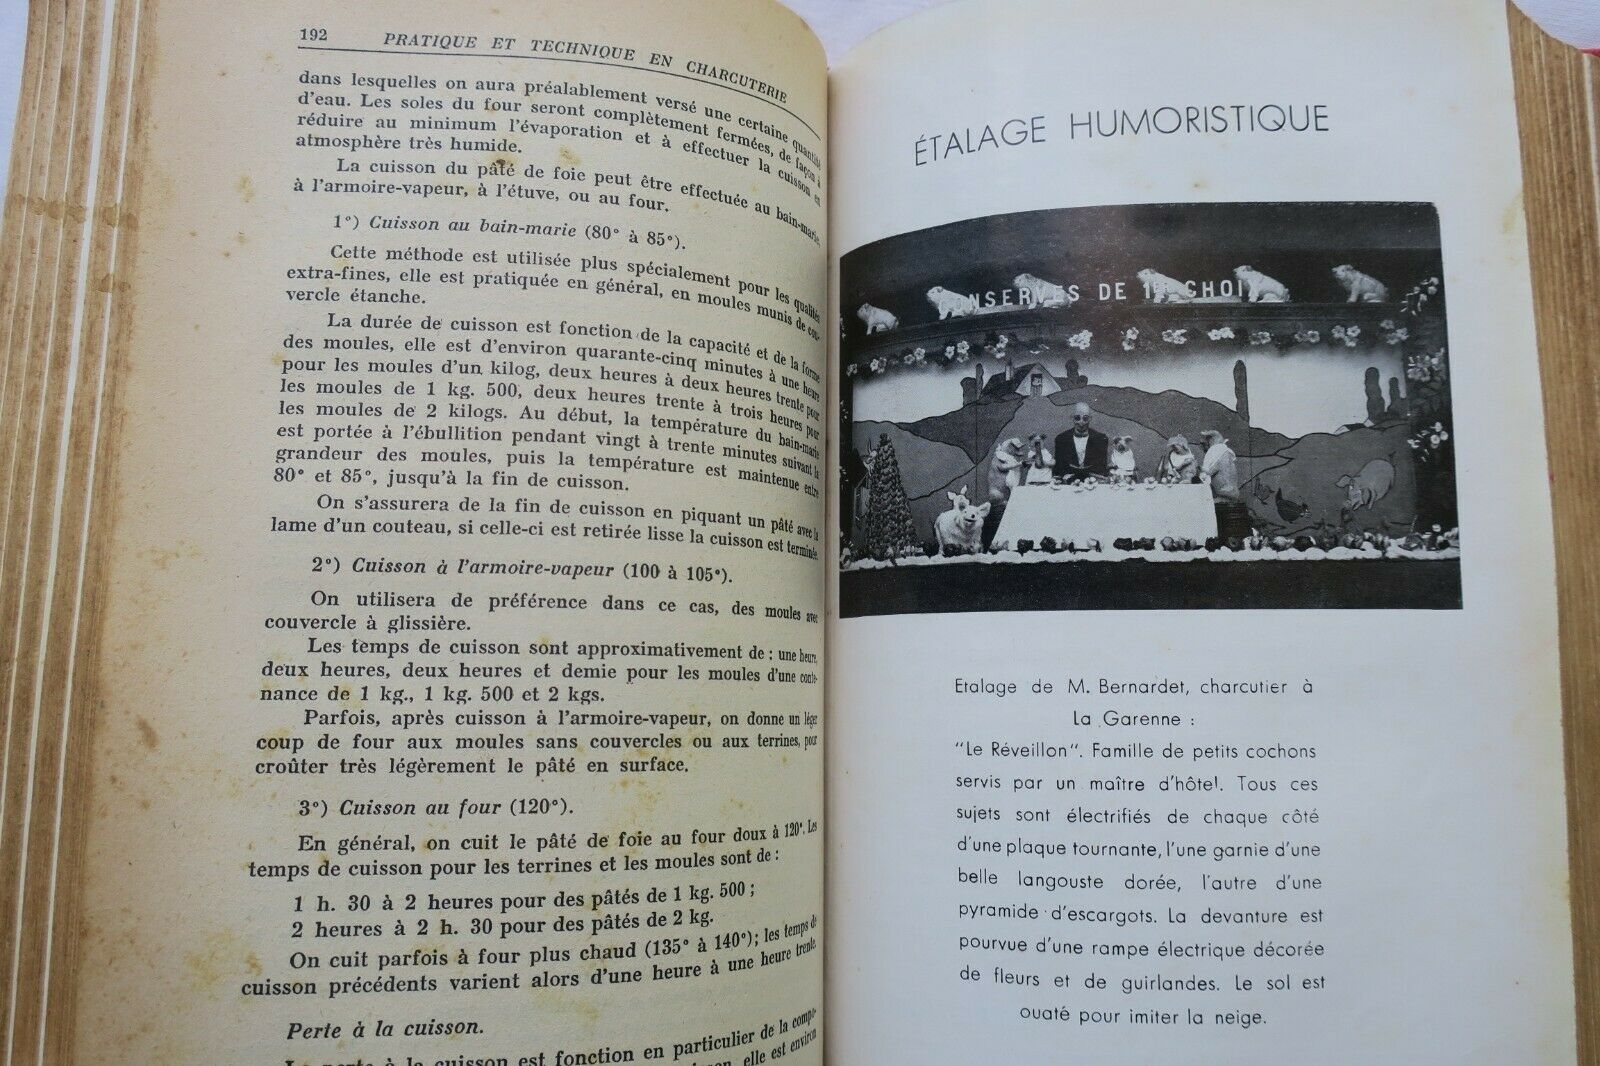 192 PRATIQUE ET TECHNIQUE EN CHARCUTERIE
dans lesquelles on aura préalablement versé une certaine quantité
d'eau. Les soles du four seront complètement fermées, de façon à
réduire au minimum l'évaporation et à effectuer la cuisson en
atmosphère très humide.
La cuisson du pâté de foie peut être effectuée au bain-marie,
à l'armoire-vapeur, à l'étuve, ou au four.
1°) Cuisson au bain-marie (80° à 85°).
Cette méthode est utilisée plus spécialement pour les qualités
extra-fines, elle est pratiquée en général, en moules munis de cou-
vercle étanche.
La durée de cuisson est fonction de la capacité et de la forme
des moules, elle est d'environ quarante-cinq minutes à une heure
pour les moules d'un kilog, deux heures à deux heures trente pour
les moules de 1 kg. 500, deux heures trente à trois heures pour
les moules de 2 kilogs. Au début, la température du bain-marie
est portée à l'ébullition pendant vingt à trente minutes suivant la
grandeur des moules, puis la température est maintenue entre
80° et 85°, jusqu'à la fin de cuisson.
On s'assurera de la fin de cuisson en piquant un pâté avec la
lame d'un couteau, si celle-ci est retirée lisse la cuisson est terminée.
2°) Cuisson à l'armoire-vapeur (100 à 105°).
On utilisera de préférence dans ce cas, des moules avec
couvercle à glissière.
Les temps de cuisson sont approximativement de : une heure,
deux heures, deux heures et demie pour les moules d'une conte-
nance de 1 kg., 1 kg. 500 et 2 kgs.
Parfois, après cuisson à l'armoire-vapeur, on donne un léger
coup de four aux moules sans couvercles ou aux terrines, pour
croûter très légèrement le pâté en surface.
3°) Cuisson au four (120°).
En général, on cuit le pâté de foie au four doux à 120°. Les
temps de cuisson pour les terrines et les moules sont de :
1 h. 30 à 2 heures pour des pâtés de 1 kg. 500 ;
2 heures à 2 h. 30 pour des pâtés de 2 kg.
On cuit parfois à four plus chaud (135° à 140°); les temps de
cuisson précédents varient alors d'une heure à une heure trente.
Perte à la cuisson.
La perte à la cuisson est fonction en particulier de la compo-
cuisson, elle est environ
ÉTALAGE HUMORISTIQUE
CONSERVES DE 1er CHOIX
Etalage de M. Bernardet, charcutier à
La Garenne :
"Le Réveillon". Famille de petits cochons
servis par un maître d'hôtel. Tous ces
sujets sont électrifiés de chaque côté
d'une plaque tournante, l'une garnie d'une
belle langouste dorée, l'autre d'une
pyramide d'escargots. La devanture est
pourvue d'une rampe électrique décorée
de fleurs et de guirlandes. Le sol est
ouaté pour imiter la neige.